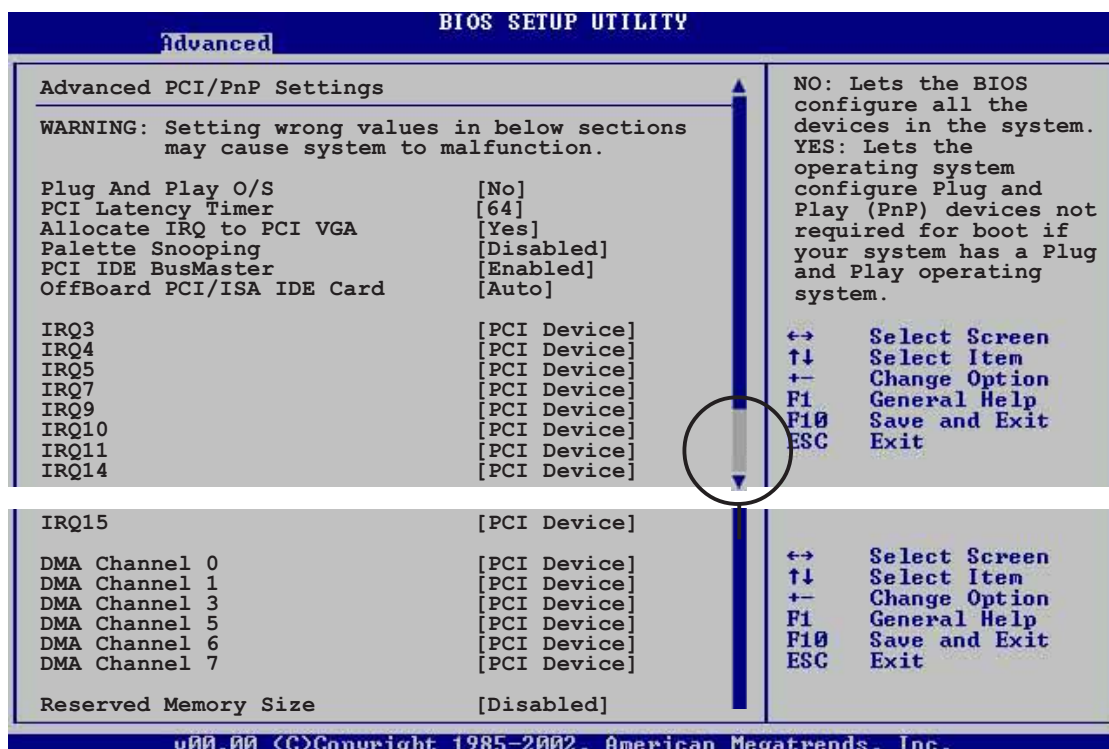 BIOS SETUP UTILITY
Advanced
Advanced PCI/PnP Settings
WARNING: Setting wrong values in below sections
may cause system to malfunction.
Plug And Play O/S [No]
PCI Latency Timer [64]
Allocate IRQ to PCI VGA [Yes]
Palette Snooping [Disabled]
PCI IDE BusMaster [Enabled]
OffBoard PCI/ISA IDE Card [Auto]
IRQ3 [PCI Device]
IRQ4 [PCI Device]
IRQ5 [PCI Device]
IRQ7 [PCI Device]
IRQ9 [PCI Device]
IRQ10 [PCI Device]
IRQ11 [PCI Device]
IRQ14 [PCI Device]
NO: Lets the BIOS
configure all the
devices in the system.
YES: Lets the
operating system
configure Plug and
Play (PnP) devices not
required for boot if
your system has a Plug
and Play operating
system.
←→ Select Screen
↑↓ Select Item
+- Change Option
F1 General Help
F10 Save and Exit
ESC Exit
IRQ15 [PCI Device]
DMA Channel 0 [PCI Device]
DMA Channel 1 [PCI Device]
DMA Channel 3 [PCI Device]
DMA Channel 5 [PCI Device]
DMA Channel 6 [PCI Device]
DMA Channel 7 [PCI Device]
Reserved Memory Size [Disabled]
←→ Select Screen
↑↓ Select Item
+- Change Option
F1 General Help
F10 Save and Exit
ESC Exit
v00.00 (C)Copyright 1985-2002, American Megatrends, Inc.